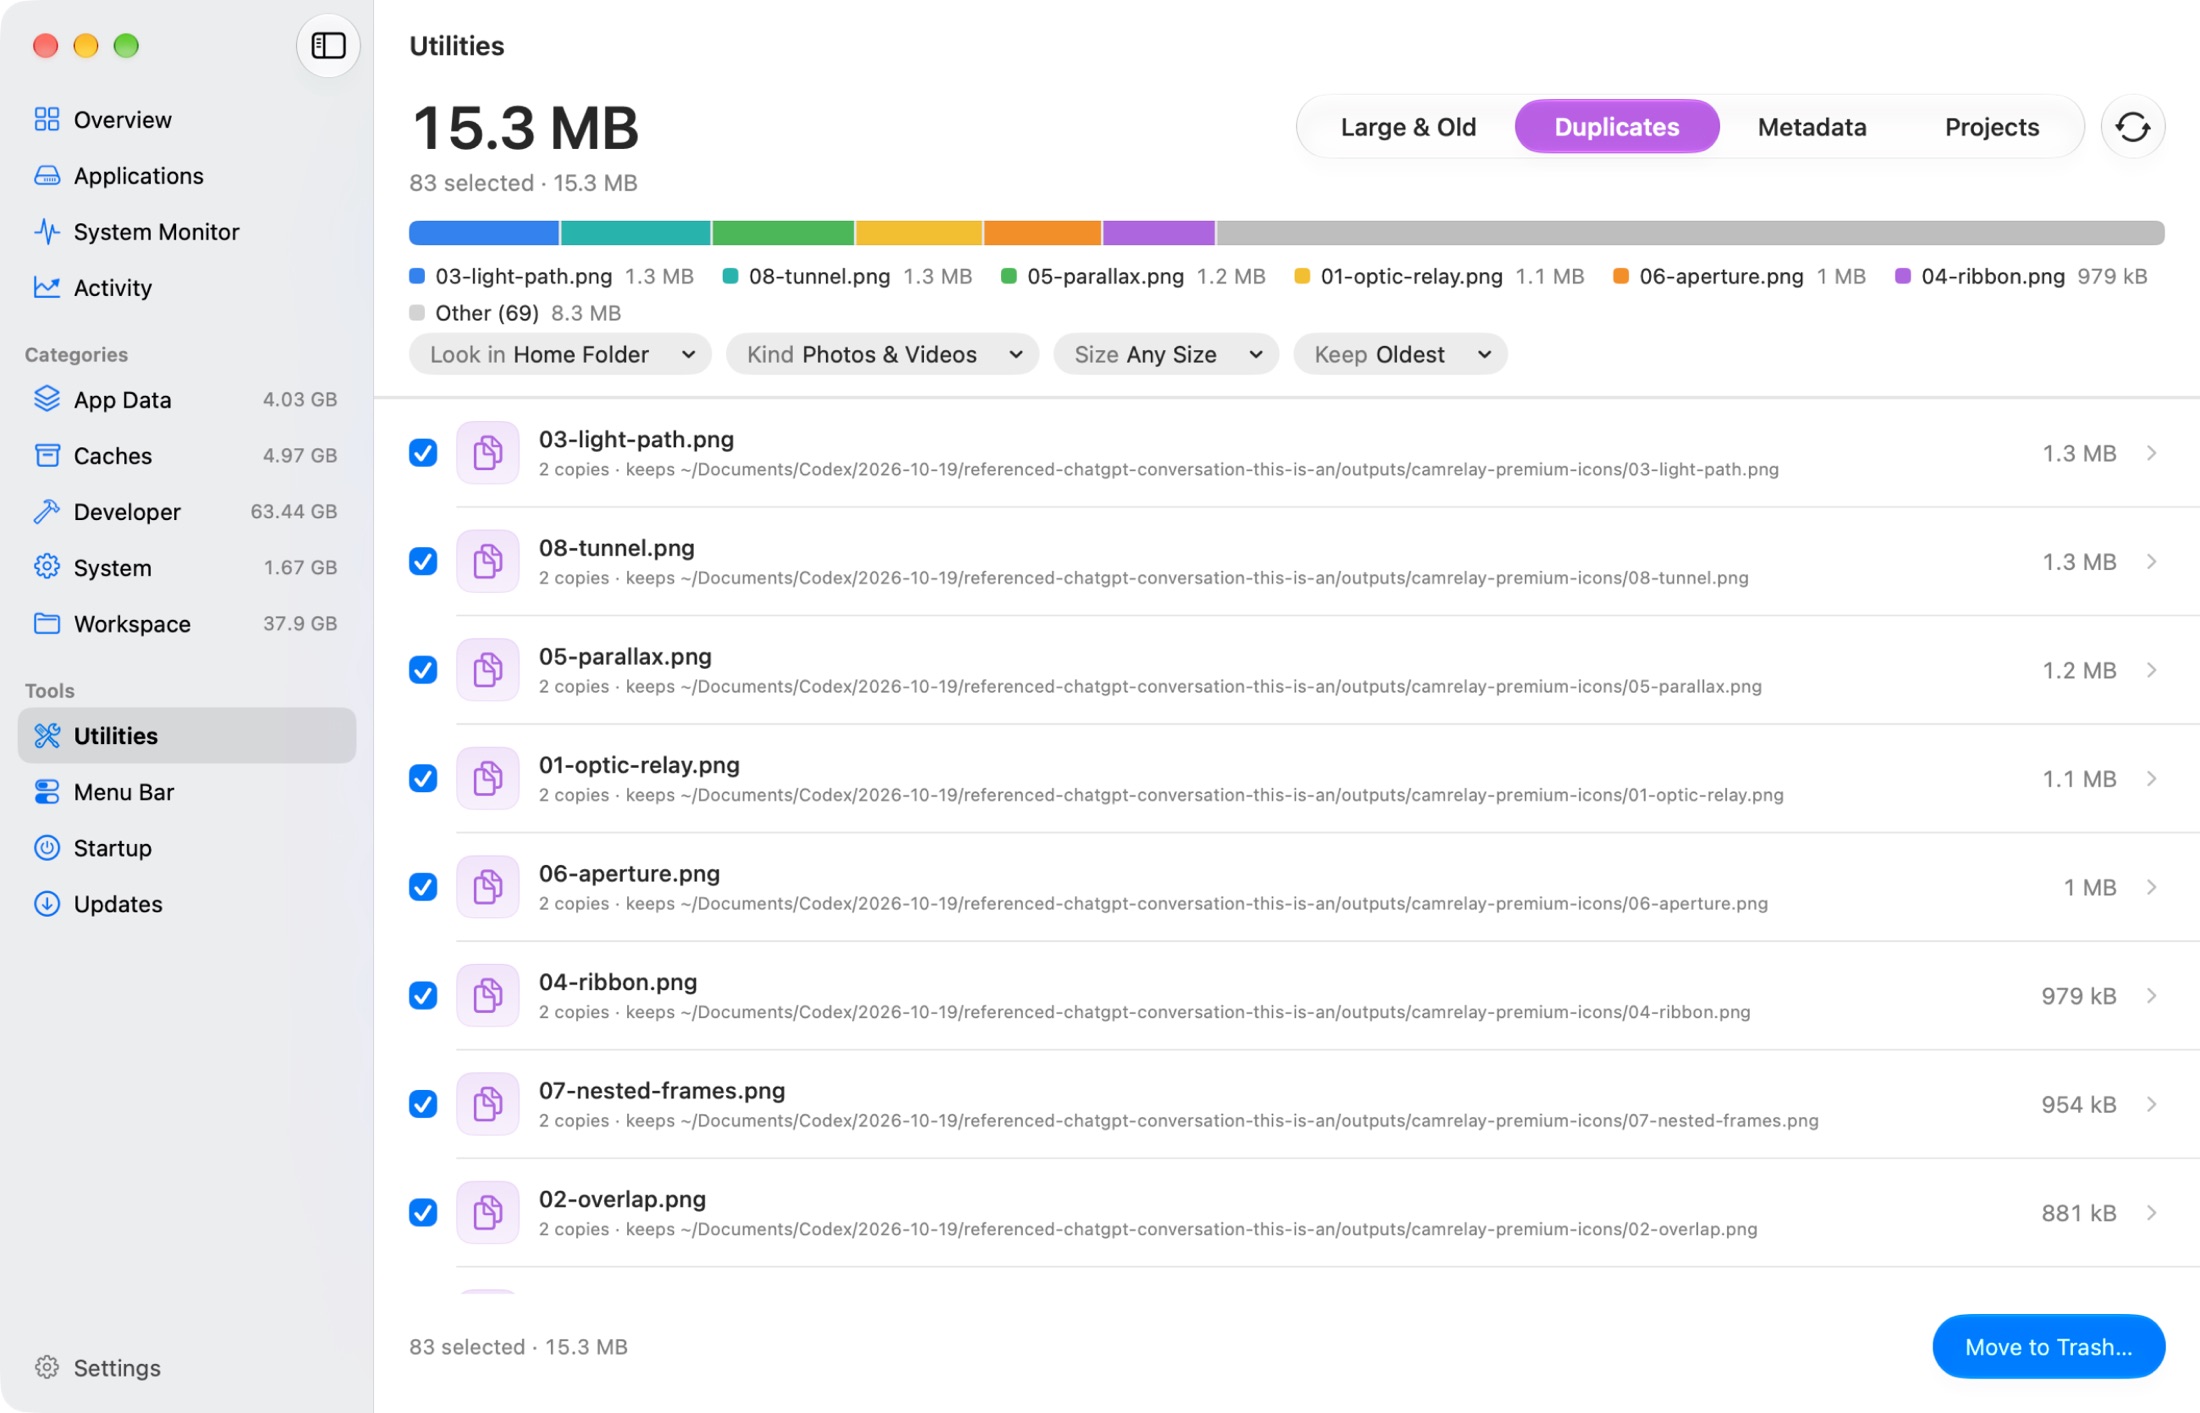 Utilities
Overview
Applications
System Monitor
Activity
Categories
App Data 4.03 GB
Caches 4.97 GB
Developer 63.44 GB
System 1.67 GB
Workspace 37.9 GB
Tools
Utilities
Menu Bar
Startup
Updates
Settings
15.3 MB
83 selected · 15.3 MB
Large & Old Duplicates Metadata Projects
03-light-path.png 1.3 MB 08-tunnel.png 1.3 MB 05-parallax.png 1.2 MB 01-optic-relay.png 1.1 MB 06-aperture.png 1 MB 04-ribbon.png 979 kB
Other (69) 8.3 MB
Look in Home Folder Kind Photos & Videos Size Any Size Keep Oldest
03-light-path.png
2 copies · keeps ~/Documents/Codex/2026-10-19/referenced-chatgpt-conversation-this-is-an/outputs/camrelay-premium-icons/03-light-path.png
1.3 MB
08-tunnel.png
2 copies · keeps ~/Documents/Codex/2026-10-19/referenced-chatgpt-conversation-this-is-an/outputs/camrelay-premium-icons/08-tunnel.png
1.3 MB
05-parallax.png
2 copies · keeps ~/Documents/Codex/2026-10-19/referenced-chatgpt-conversation-this-is-an/outputs/camrelay-premium-icons/05-parallax.png
1.2 MB
01-optic-relay.png
2 copies · keeps ~/Documents/Codex/2026-10-19/referenced-chatgpt-conversation-this-is-an/outputs/camrelay-premium-icons/01-optic-relay.png
1.1 MB
06-aperture.png
2 copies · keeps ~/Documents/Codex/2026-10-19/referenced-chatgpt-conversation-this-is-an/outputs/camrelay-premium-icons/06-aperture.png
1 MB
04-ribbon.png
2 copies · keeps ~/Documents/Codex/2026-10-19/referenced-chatgpt-conversation-this-is-an/outputs/camrelay-premium-icons/04-ribbon.png
979 kB
07-nested-frames.png
2 copies · keeps ~/Documents/Codex/2026-10-19/referenced-chatgpt-conversation-this-is-an/outputs/camrelay-premium-icons/07-nested-frames.png
954 kB
02-overlap.png
2 copies · keeps ~/Documents/Codex/2026-10-19/referenced-chatgpt-conversation-this-is-an/outputs/camrelay-premium-icons/02-overlap.png
881 kB
83 selected · 15.3 MB
Move to Trash...